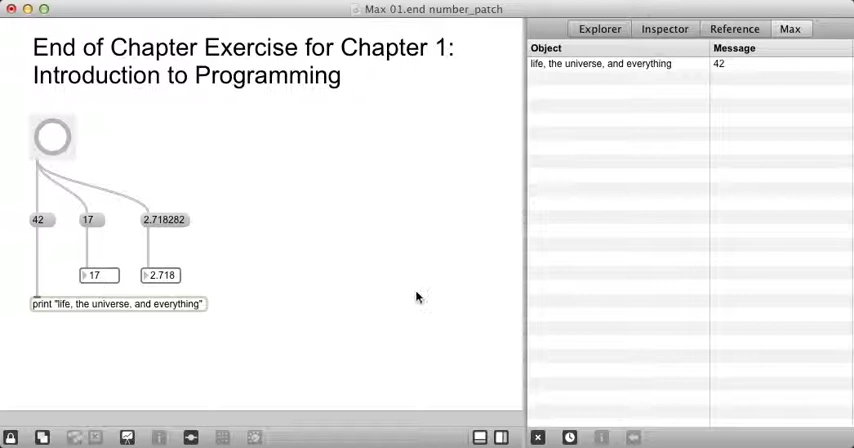 Max 01.end number_patch
Explorer
Inspector
Reference
Max
Object
Message
life, the universe, and everything
42
End of Chapter Exercise for Chapter 1:
Introduction to Programming
42
17
2.718282
17
2.718
print "life, the universe, and everything"